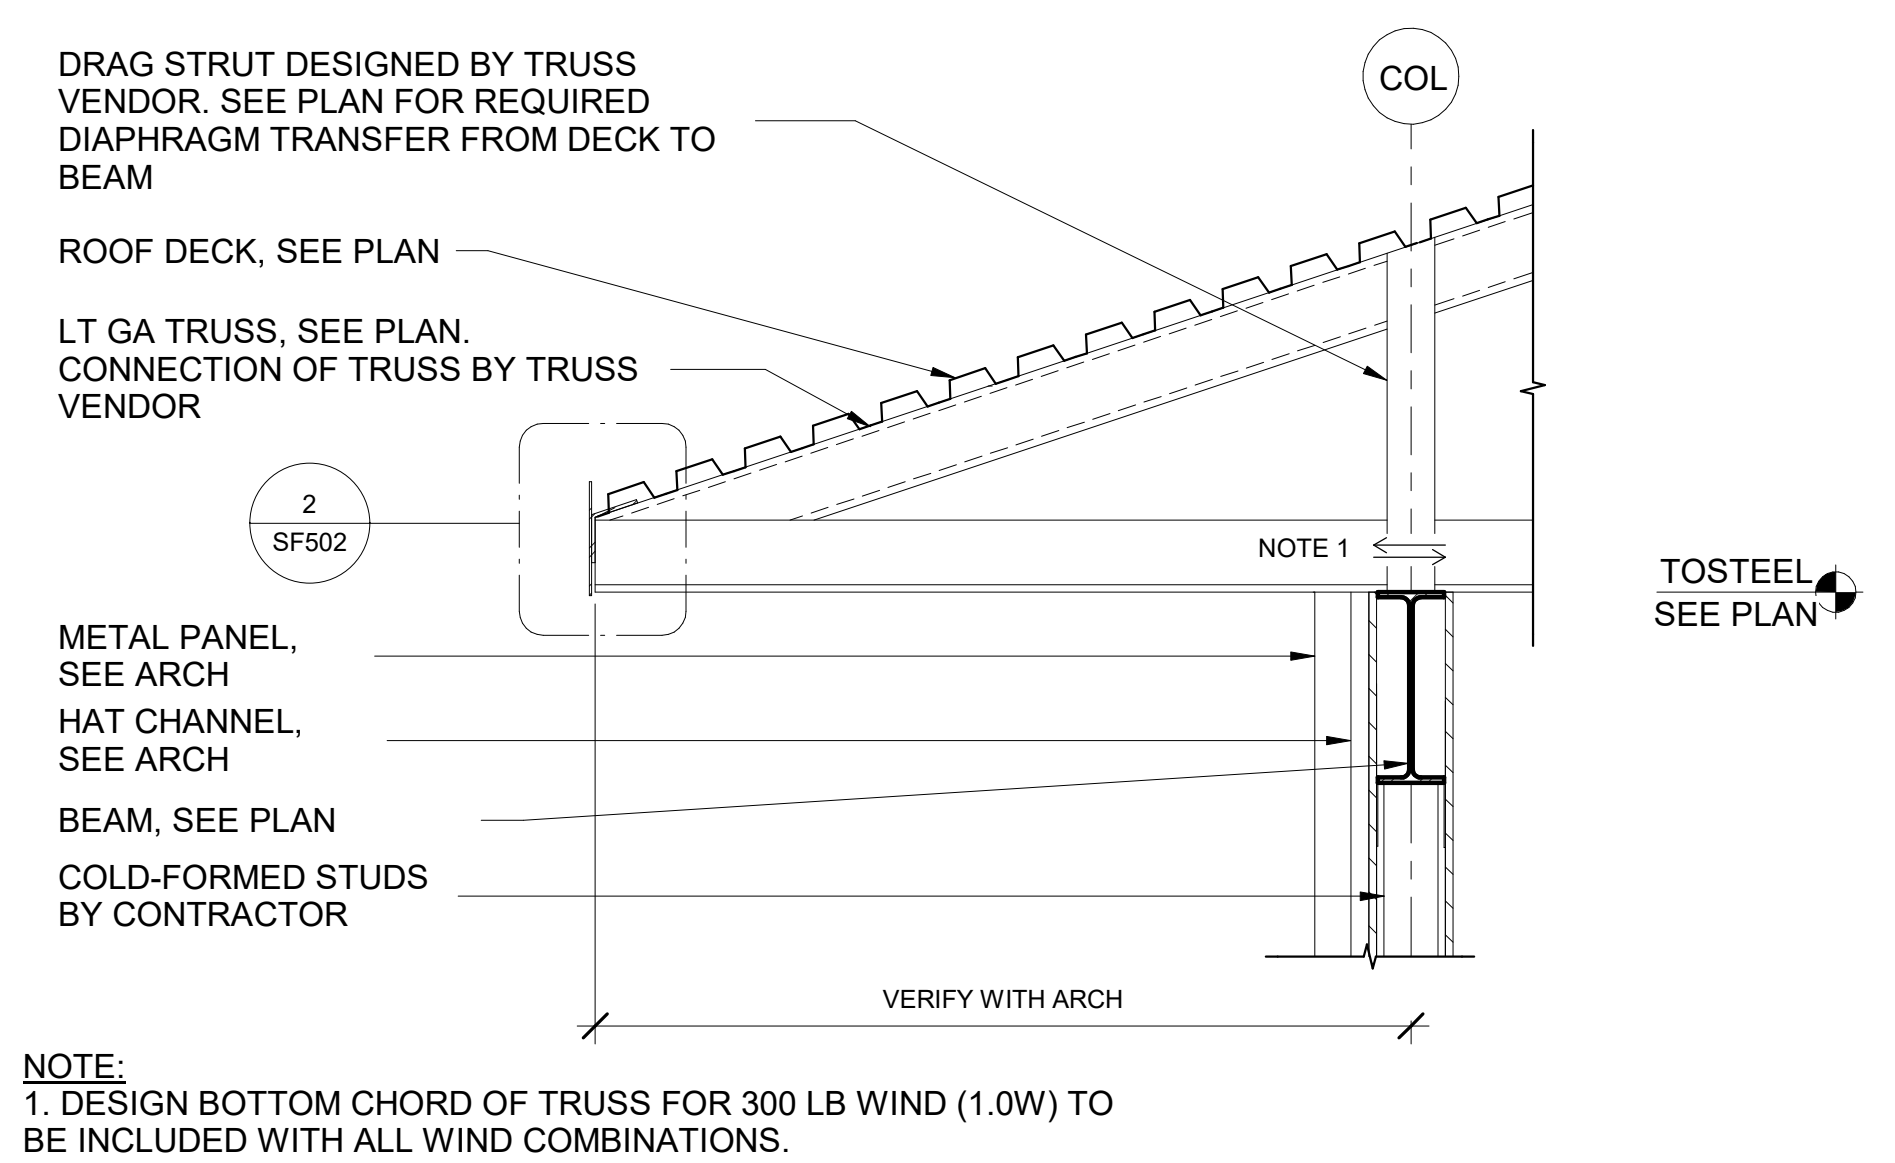 DRAG STRUT DESIGNED BY TRUSS
VENDOR. SEE PLAN FOR REQUIRED
DIAPHRAGM TRANSFER FROM DECK TO
BEAM
COL
ROOF DECK, SEE PLAN
LT GA TRUSS, SEE PLAN.
CONNECTION OF TRUSS BY TRUSS
VENDOR
2
SF502
NOTE 1
TOSTEEL
SEE PLAN
METAL PANEL,
SEE ARCH
HAT CHANNEL,
SEE ARCH
BEAM, SEE PLAN
COLD-FORMED STUDS
BY CONTRACTOR
VERIFY WITH ARCH
NOTE:
1. DESIGN BOTTOM CHORD OF TRUSS FOR 300 LB WIND (1.0W) TO
BE INCLUDED WITH ALL WIND COMBINATIONS.